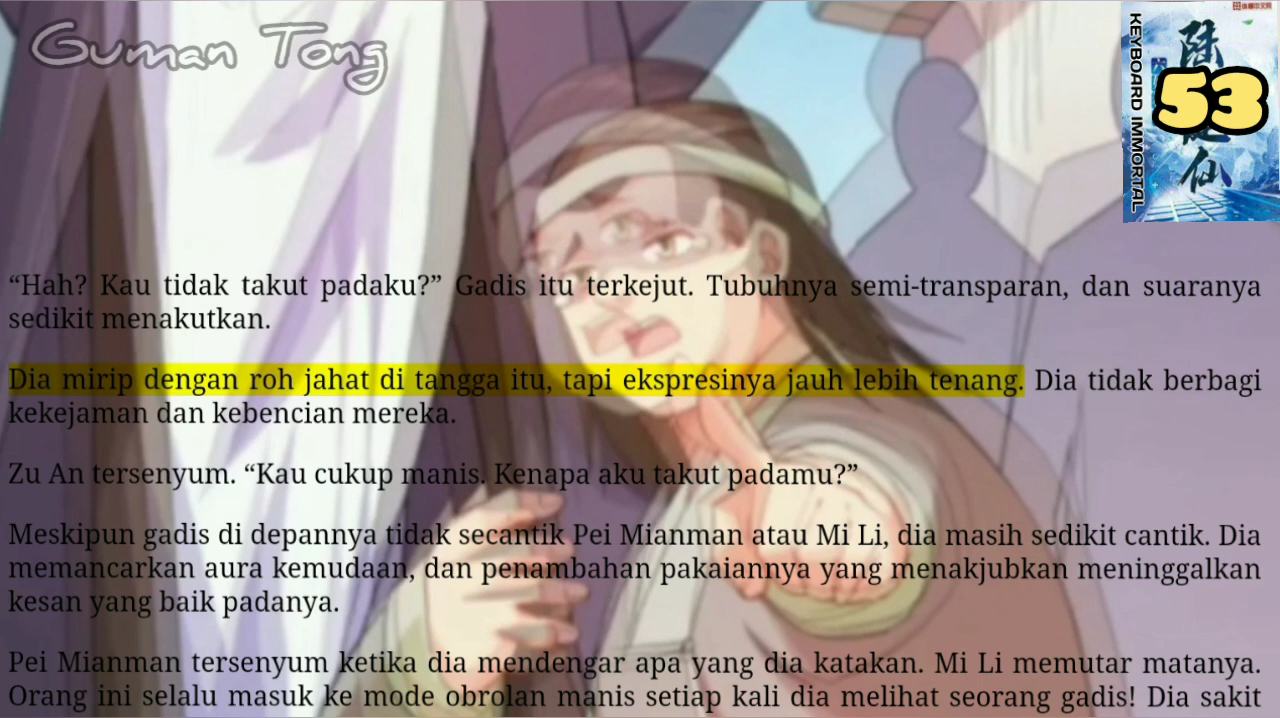 Guman Tong
KEYBOARD IMMORTAL
53
“Hah? Kau tidak takut padaku?” Gadis itu terkejut. Tubuhnya semi-transparan, dan suaranya
sedikit menakutkan.
Dia mirip dengan roh jahat di tangga itu, tapi ekspresinya jauh lebih tenang. Dia tidak berbagi
kekejaman dan kebencian mereka.
Zu An tersenyum. “Kau cukup manis. Kenapa aku takut padamu?”
Meskipun gadis di depannya tidak secantik Pei Mianman atau Mi Li, dia masih sedikit cantik. Dia
memancarkan aura kemudaan, dan penambahan pakaiannya yang menakjubkan meninggalkan
kesan yang baik padanya.
Pei Mianman tersenyum ketika dia mendengar apa yang dia katakan. Mi Li memutar matanya.
Orang ini selalu masuk ke mode obrolan manis setiap kali dia melihat seorang gadis! Dia sakit